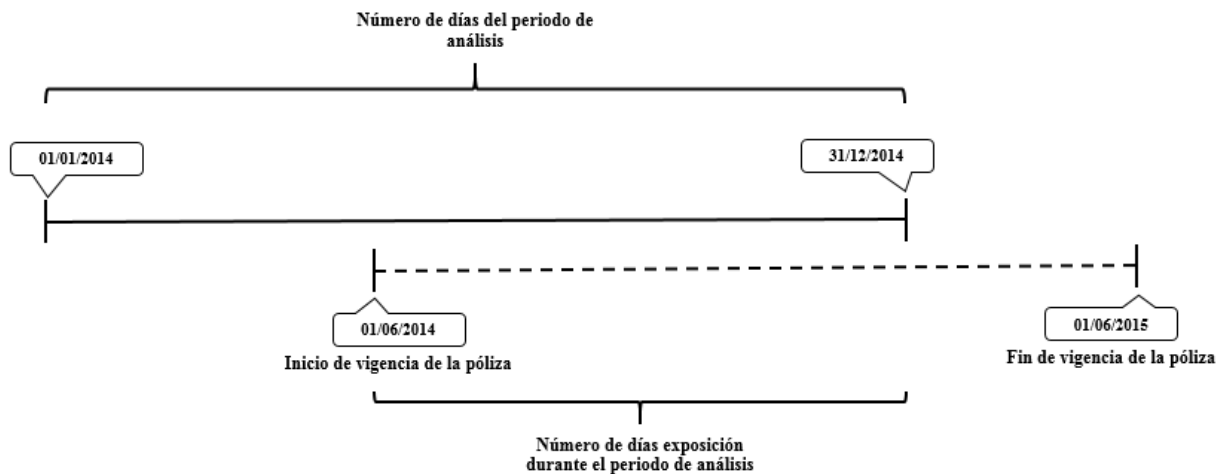 Número de días del periodo de
análisis
01/01/2014
31/12/2014
01/06/2014
01/06/2015
Inicio de vigencia de la póliza
Fin de vigencia de la póliza
Número de días exposición
durante el periodo de análisis